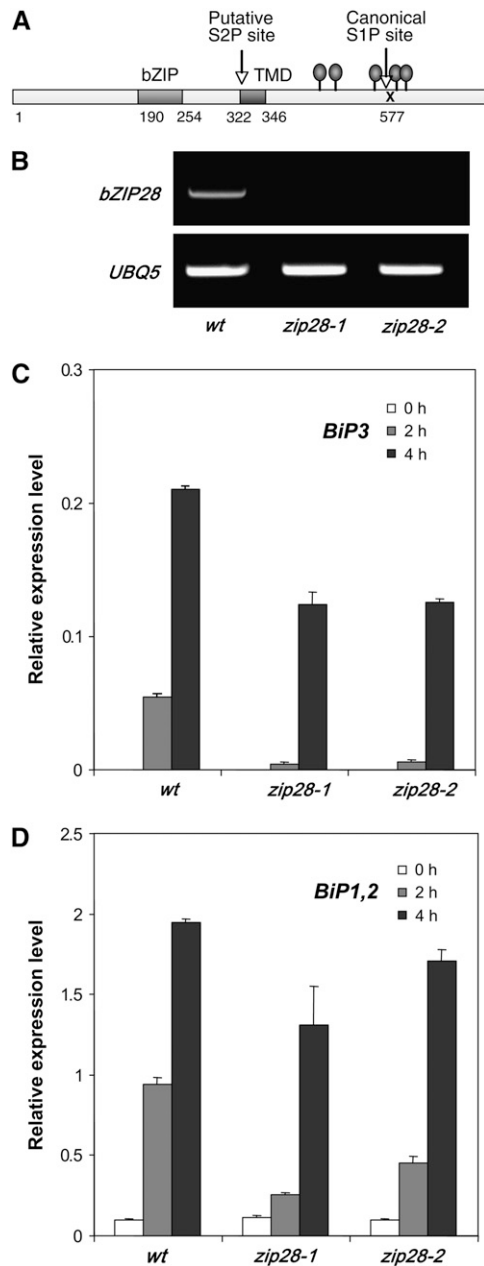 A
Putative
S2P site
Canonical
S1P site
bZIP
TMD
X
1
190 254 322 346 577
B
bZIP28
UBQ5
wt zip28-1 zip28-2
C
0.3
0.2
0.1
0
Relative expression level
BiP3
0 h
2 h
4 h
wt zip28-1 zip28-2
D
2.5
2
1.5
1
0.5
0
Relative expression level
BiP1,2
0 h
2 h
4 h
wt zip28-1 zip28-2